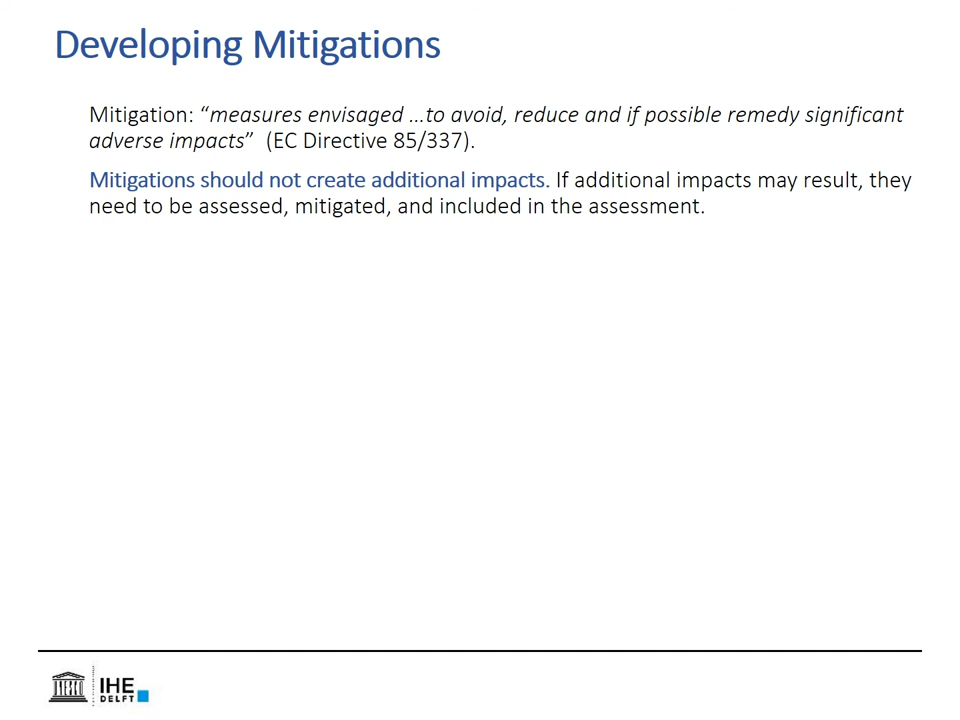 Developing Mitigations
Mitigation: “measures envisaged …to avoid, reduce and if possible remedy significant
adverse impacts”  (EC Directive 85/337).
Mitigations should not create additional impacts. If additional impacts may result, they
need to be assessed, mitigated, and included in the assessment.
IHE
DELFT